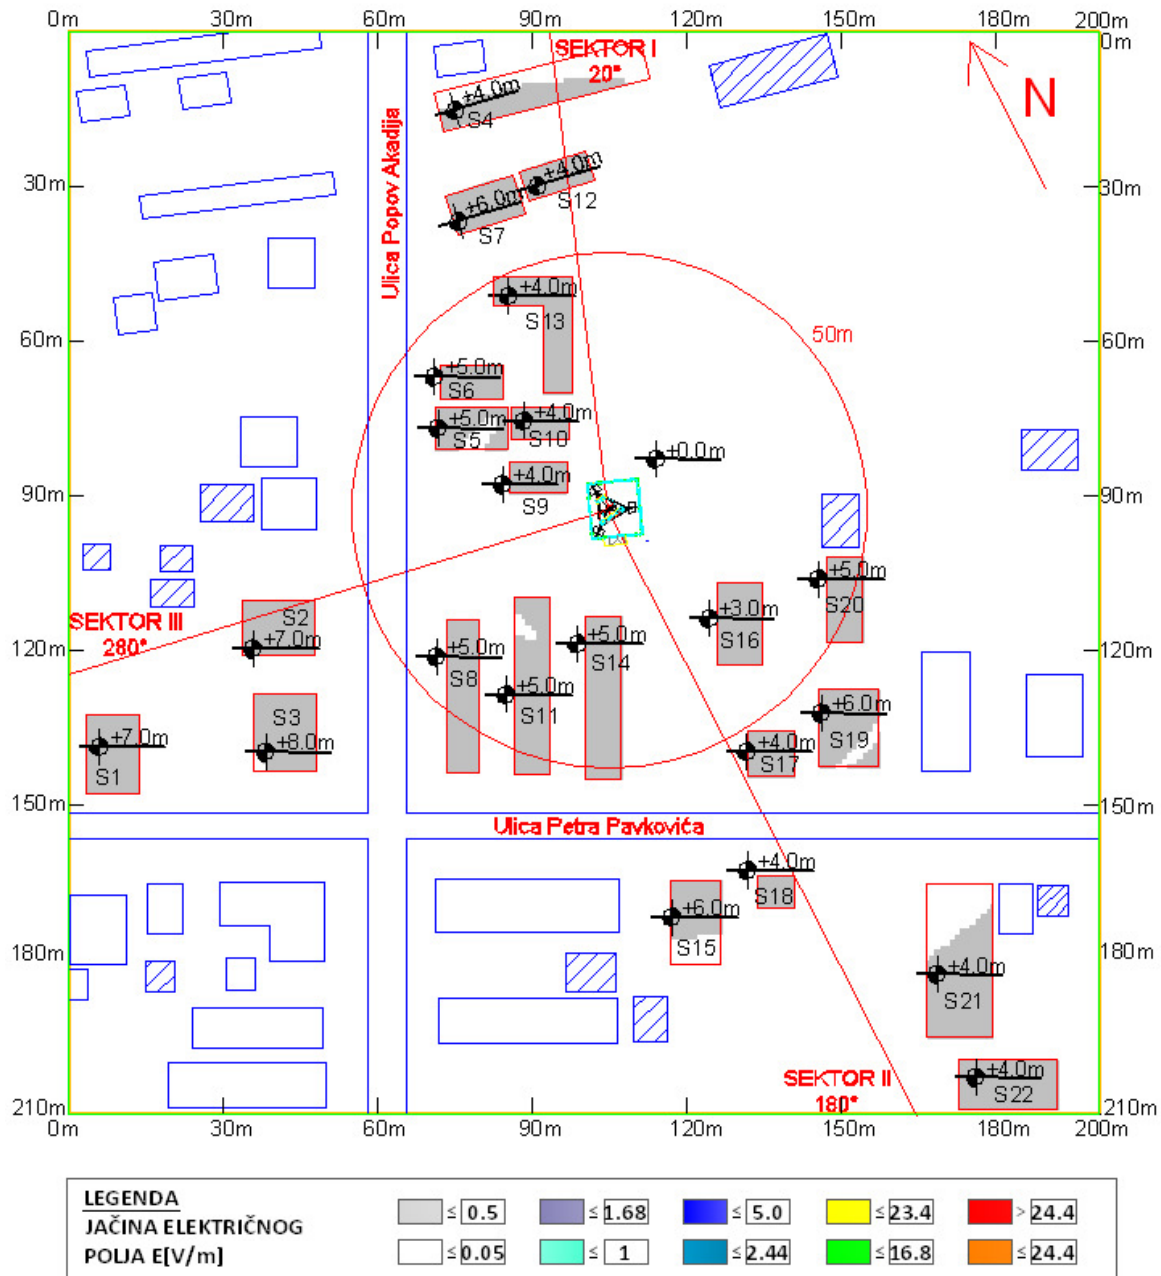 0m 30m 60m 90m 120m 150m 180m 200m
0m
SEKTOR I
20°
N
+4.0m
S4
Ulica Popov Akadija
30m
30m
+4.0m
S12
+6.0m
S7
+4.0m
S13
50m
60m
60m
+5.0m
S6
+5.0m
S5
+4.0m
S10
+0.0m
+4.0m
S9
90m
90m
+5.0m
S20
SEKTOR III
280°
S2
+7.0m
+3.0m
S16
120m
120m
+5.0m
S8
+5.0m
S14
+5.0m
S11
S3
+8.0m
+7.0m
S1
+6.0m
S19
+4.0m
S17
150m
150m
Ulica Petra Pavkovića
+4.0m
S18
+6.0m
S15
180m
180m
+4.0m
S21
SEKTOR II
180°
+4.0m
S22
210m
210m
0m 30m 60m 90m 120m 150m 180m 200m
LEGENDA
JAČINA ELEKTRIČNOG
POLJA E[V/m]
≤ 0.5 ≤ 1.68 ≤ 5.0 ≤ 23.4 > 24.4
≤ 0.05 ≤ 1 ≤ 2.44 ≤ 16.8 ≤ 24.4